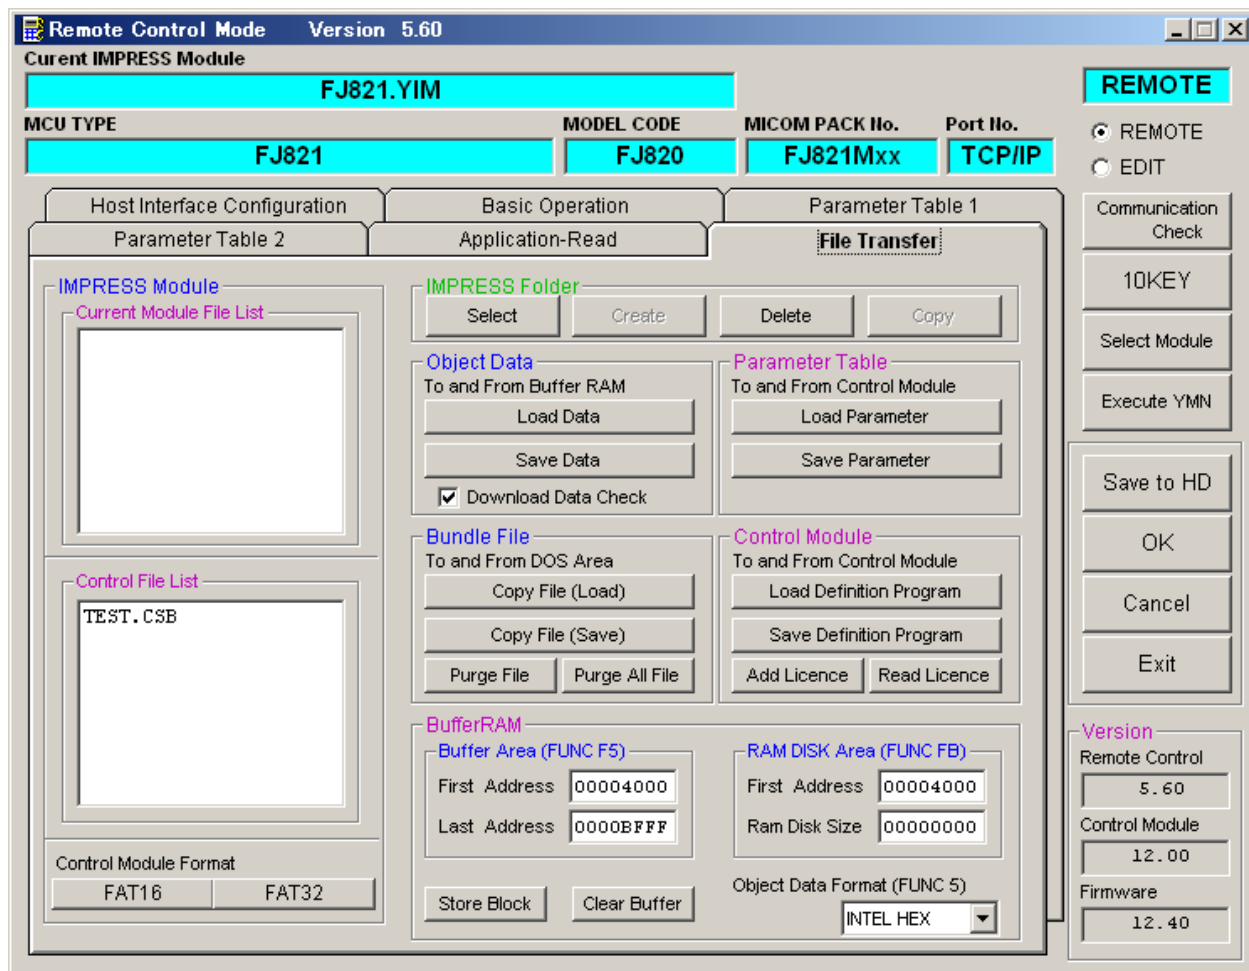 Remote Control Mode Version 5.60
Curent IMPRESS Module
FJ821.YIM
REMOTE
MCU TYPE MODEL CODE MICOM PACK No. Port No.
FJ821 FJ820 FJ821Mxx TCP/IP
REMOTE
EDIT
Host Interface Configuration Basic Operation Parameter Table 1
Parameter Table 2 Application-Read File Transfer
Communication
Check
10KEY
Select Module
Execute YMN
IMPRESS Module
Current Module File List
Control File List
TEST.CSB
Control Module Format
FAT16 FAT32
IMPRESS Folder
Select Create Delete Copy
Object Data
To and From Buffer RAM
Load Data
Save Data
Download Data Check
Parameter Table
To and From Control Module
Load Parameter
Save Parameter
Bundle File
To and From DOS Area
Copy File (Load)
Copy File (Save)
Purge File Purge All File
Control Module
To and From Control Module
Load Definition Program
Save Definition Program
Add Licence Read Licence
BufferRAM
Buffer Area (FUNC F5)
First Address 00004000
Last Address 0000BFFF
RAM DISK Area (FUNC FB)
First Address 00004000
Ram Disk Size 00000000
Store Block Clear Buffer
Object Data Format (FUNC 5)
INTEL HEX
Save to HD
OK
Cancel
Exit
Version
Remote Control
5.60
Control Module
12.00
Firmware
12.40